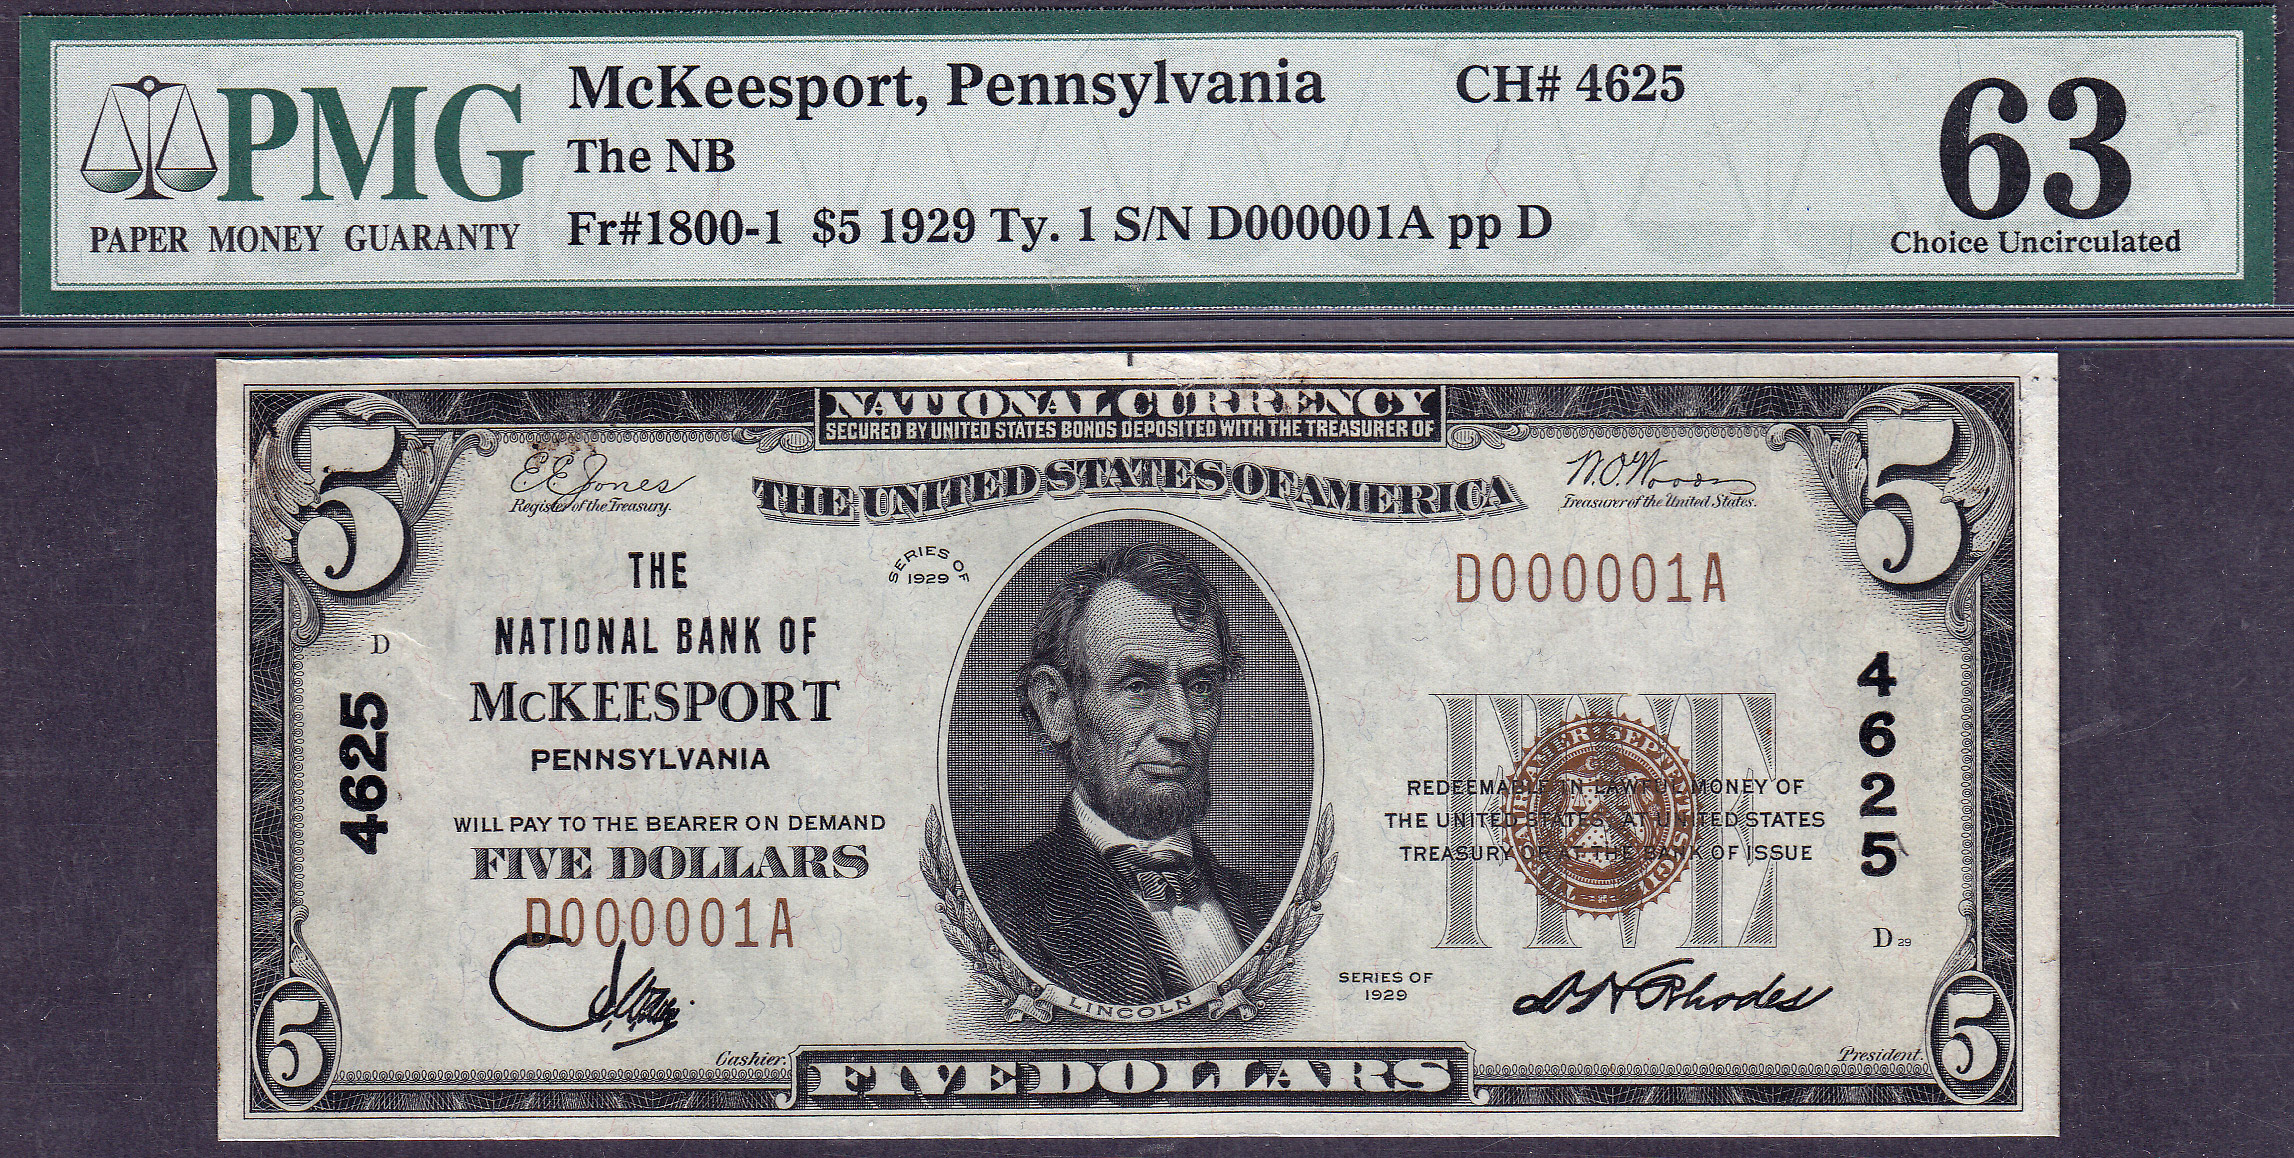 PMG
PAPER MONEY GUARANTY
McKeesport, Pennsylvania CH# 4625
The NB
Fr#1800-1 $5 1929 Ty. 1 S/N D000001A pp D
63
Choice Uncirculated
NATIONAL CURRENCY
SECURED BY UNITED STATES BONDS DEPOSITED WITH THE TREASURER OF
THE UNITED STATES OF AMERICA
5
5
E.E. Jones
Register of the Treasury.
W.O. Woods
Treasurer of the United States.
SERIES OF
1929
D000001A
THE
NATIONAL BANK OF
McKEESPORT
PENNSYLVANIA
D
4625
4625
WILL PAY TO THE BEARER ON DEMAND
FIVE DOLLARS
D000001A
FIVE
REDEEMABLE IN LAWFUL MONEY OF
THE UNITED STATES AT UNITED STATES
TREASURY OR AT THE BANK OF ISSUE
D 29
SERIES OF
1929
Rhodes
LINCOLN
Cashier.
President.
5
FIVE DOLLARS
5